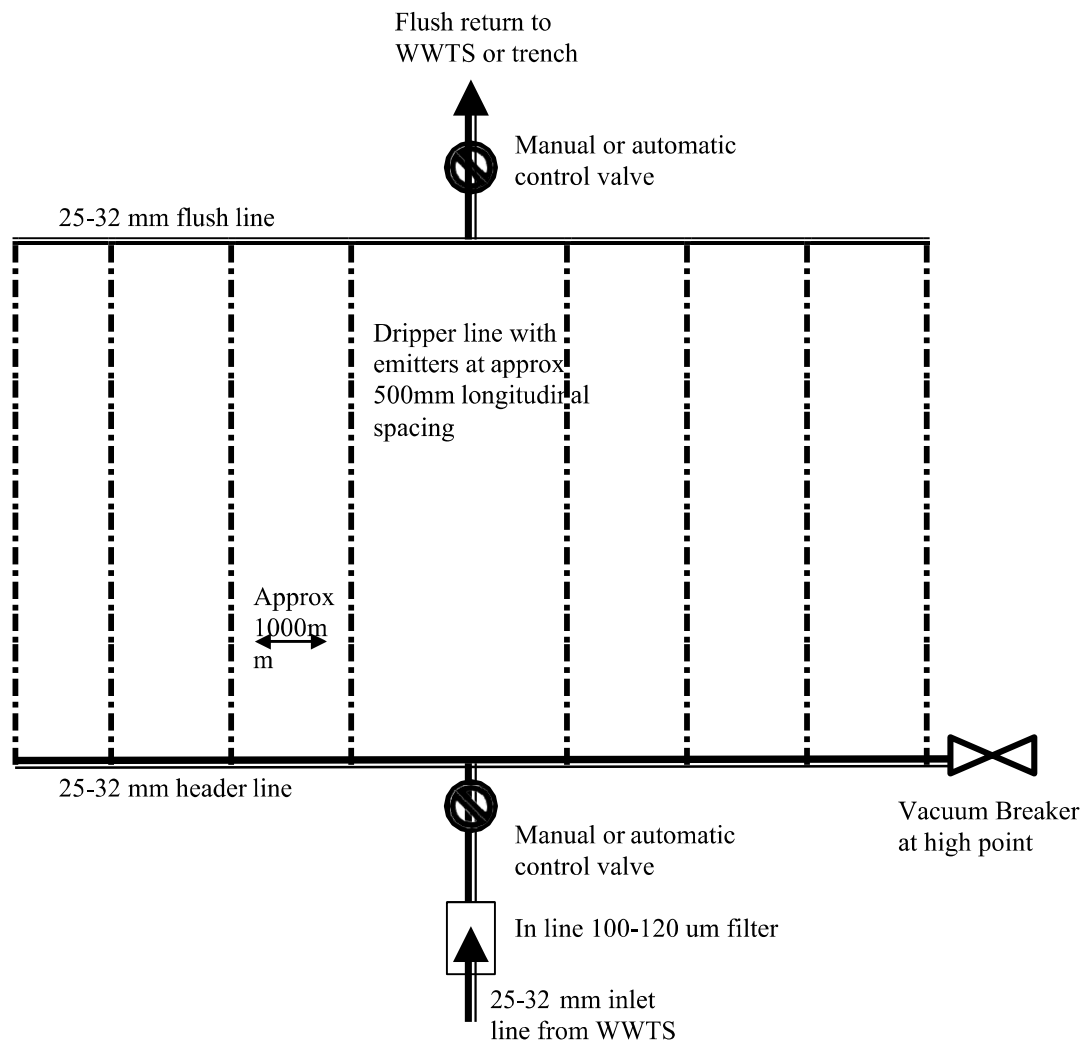 Flush return to
WWTS or trench
Manual or automatic
control valve
25-32 mm flush line
Dripper line with
emitters at approx
500mm longitudinal
spacing
Approx
1000m
m
25-32 mm header line
Vacuum Breaker
at high point
Manual or automatic
control valve
In line 100-120 um filter
25-32 mm inlet
line from WWTS